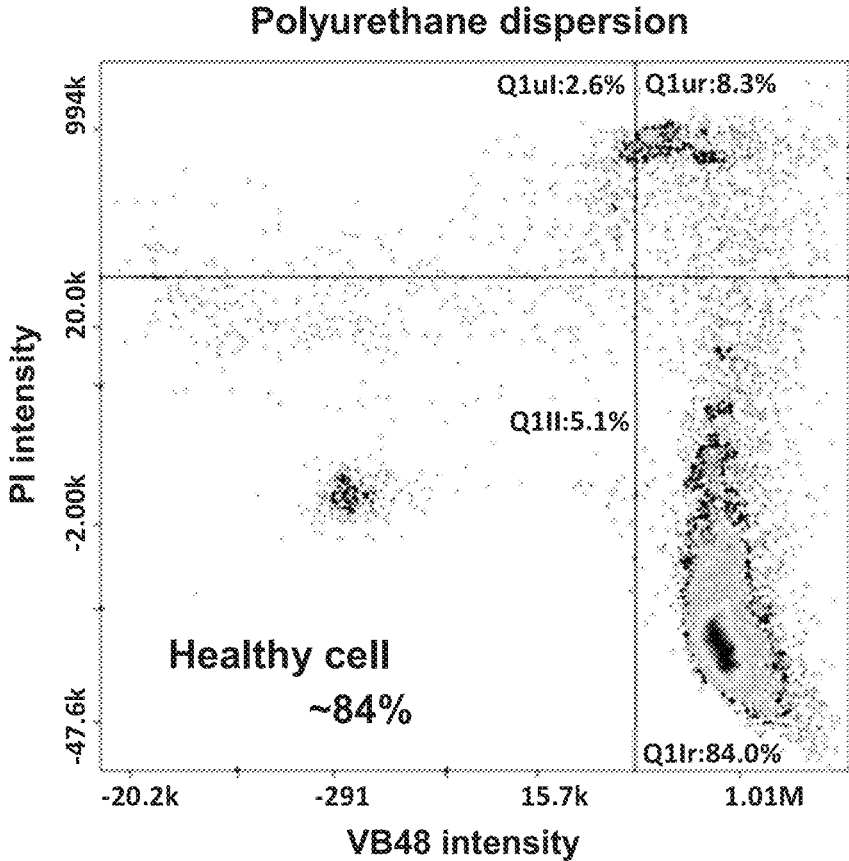 Polyurethane dispersion
Q1ul:2.6%
Q1ur:8.3%
994k
20.0k
-2.00k
-47.6k
PI intensity
Q1ll:5.1%
Healthy cell
~84%
Q1lr:84.0%
-20.2k
-291
15.7k
1.01M
VB48 intensity